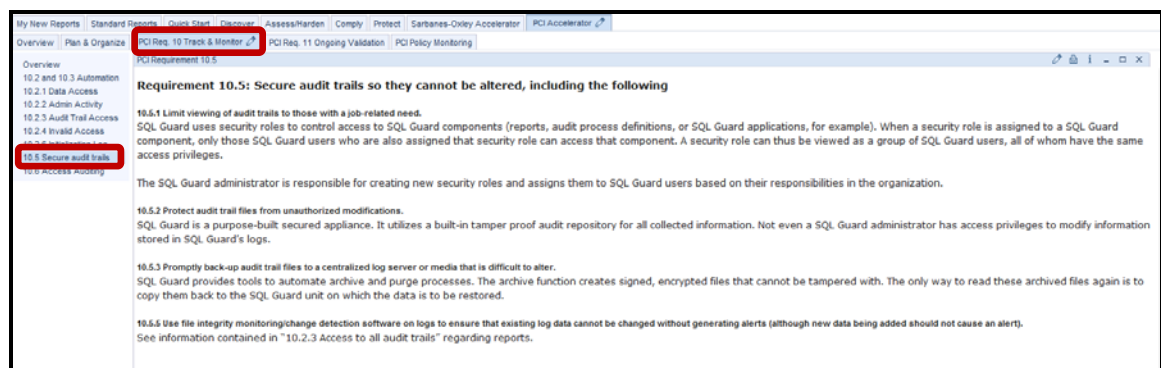 My New Reports Standard Reports Quick Start Discover Assess/Harden Comply Protect Sarbanes-Oxley Accelerator PCI Accelerator
Overview Plan & Organize PCI Req. 10 Track & Monitor PCI Req. 11 Ongoing Validation PCI Policy Monitoring
Overview
10.2 and 10.3 Automation
10.2.1 Data Access
10.2.2 Admin Activity
10.2.3 Audit Trail Access
10.2.4 Invalid Access
10.2.6 Initialization Log
10.5 Secure audit trails
10.6 Access Auditing
PCI Requirement 10.5
Requirement 10.5: Secure audit trails so they cannot be altered, including the following
10.5.1 Limit viewing of audit trails to those with a job-related need.
SQL Guard uses security roles to control access to SQL Guard components (reports, audit process definitions, or SQL Guard applications, for example). When a security role is assigned to a SQL Guard
component, only those SQL Guard users who are also assigned that security role can access that component. A security role can thus be viewed as a group of SQL Guard users, all of whom have the same
access privileges.
The SQL Guard administrator is responsible for creating new security roles and assigns them to SQL Guard users based on their responsibilities in the organization.
10.5.2 Protect audit trail files from unauthorized modifications.
SQL Guard is a purpose-built secured appliance. It utilizes a built-in tamper proof audit repository for all collected information. Not even a SQL Guard administrator has access privileges to modify information
stored in SQL Guard's logs.
10.5.3 Promptly back-up audit trail files to a centralized log server or media that is difficult to alter.
SQL Guard provides tools to automate archive and purge processes. The archive function creates signed, encrypted files that cannot be tampered with. The only way to read these archived files again is to
copy them back to the SQL Guard unit on which the data is to be restored.
10.5.5 Use file integrity monitoring/change detection software on logs to ensure that existing log data cannot be changed without generating alerts (although new data being added should not cause an alert).
See information contained in "10.2.3 Access to all audit trails" regarding reports.